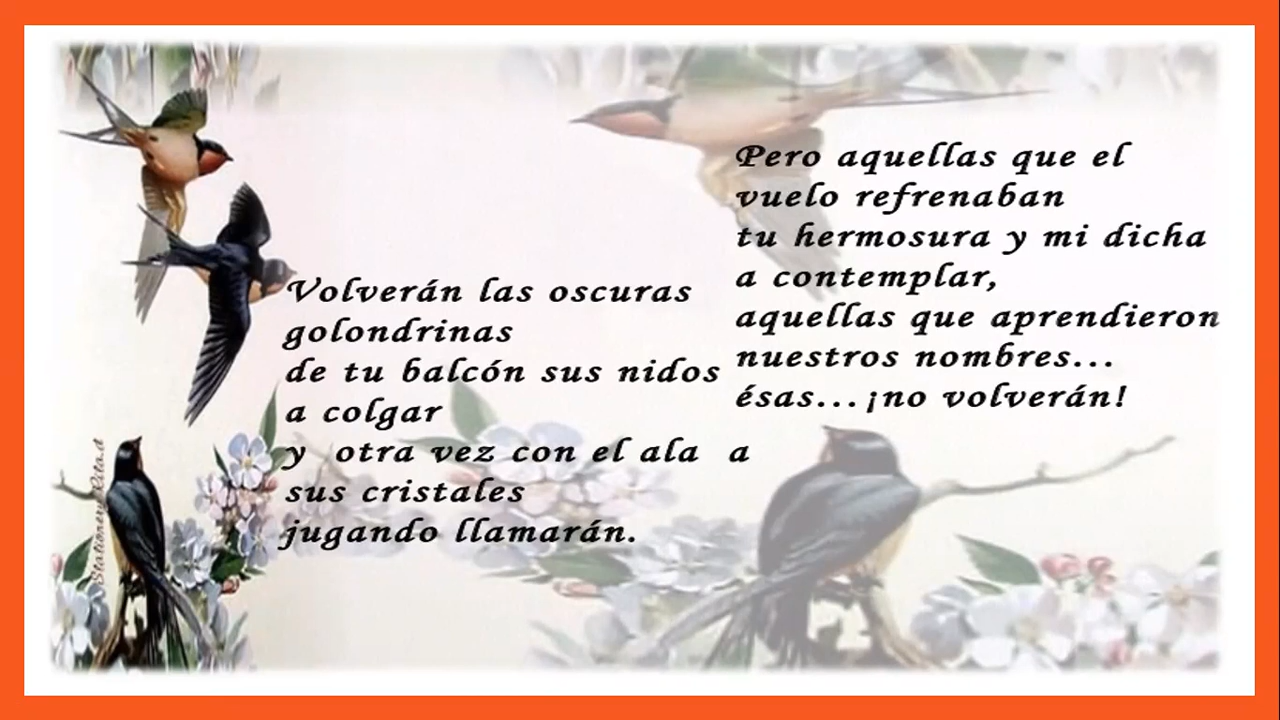 Volverán las oscuras
golondrinas
de tu balcón sus nidos
a colgar
y otra vez con el ala a
sus cristales
jugando llamarán.
Pero aquellas que el
vuelo refrenaban
tu hermosura y mi dicha
a contemplar,
aquellas que aprendieron
nuestros nombres...
ésas...¡no volverán!